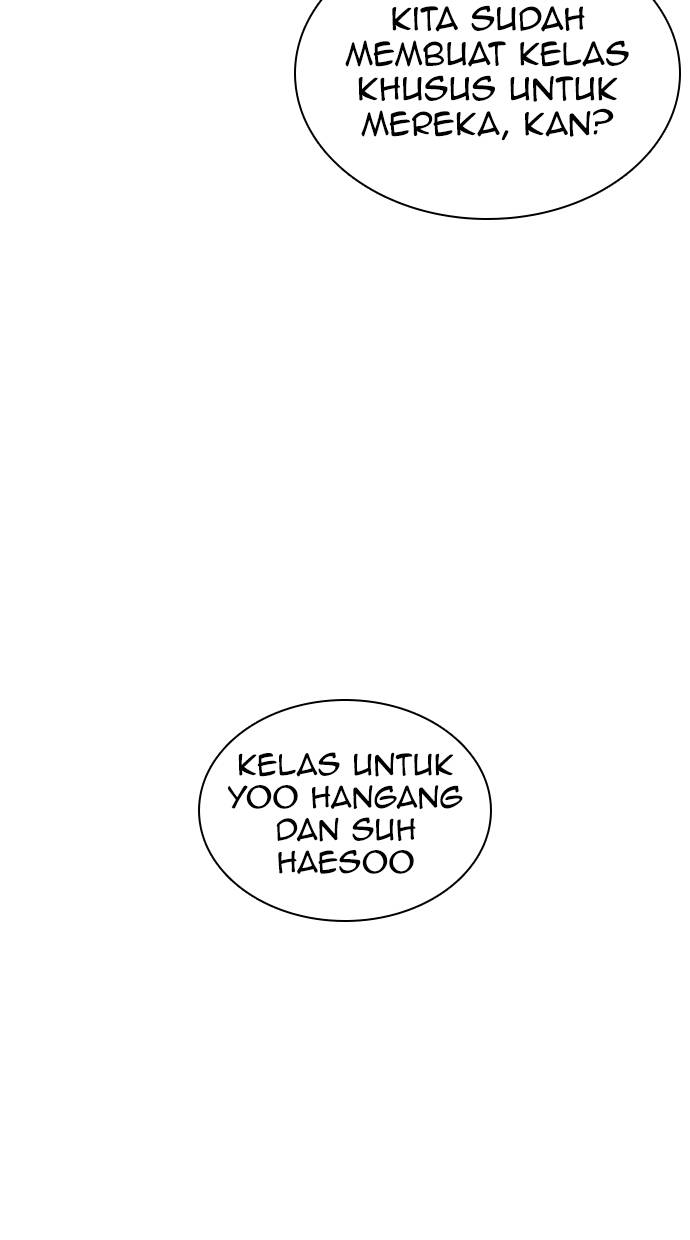 KITA SUDAH
MEMBUAT KELAS
KHUSUS UNTUK
MEREKA, KAN?
KELAS UNTUK
YOO HANGANG
DAN SUH
HAESOO